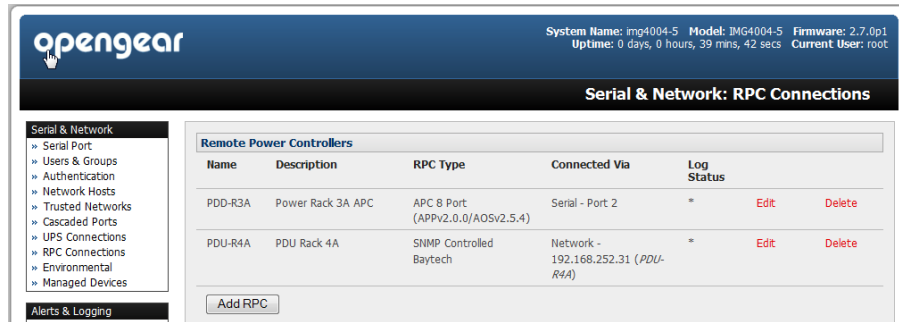 opengear
System Name: img4004-5 Model: IMG4004-5 Firmware: 2.7.0p1
Uptime: 0 days, 0 hours, 39 mins, 42 secs Current User: root
Serial & Network: RPC Connections
Serial & Network
» Serial Port
» Users & Groups
» Authentication
» Network Hosts
» Trusted Networks
» Cascaded Ports
» UPS Connections
» RPC Connections
» Environmental
» Managed Devices
Alerts & Logging
Remote Power Controllers
Name Description RPC Type Connected Via Log
Status
PDD-R3A Power Rack 3A APC APC 8 Port Serial - Port 2 * Edit Delete
(APPv2.0.0/AOSv2.5.4)
PDU-R4A PDU Rack 4A SNMP Controlled Network - * Edit Delete
Baytech 192.168.252.31 (PDU-
R4A)
Add RPC